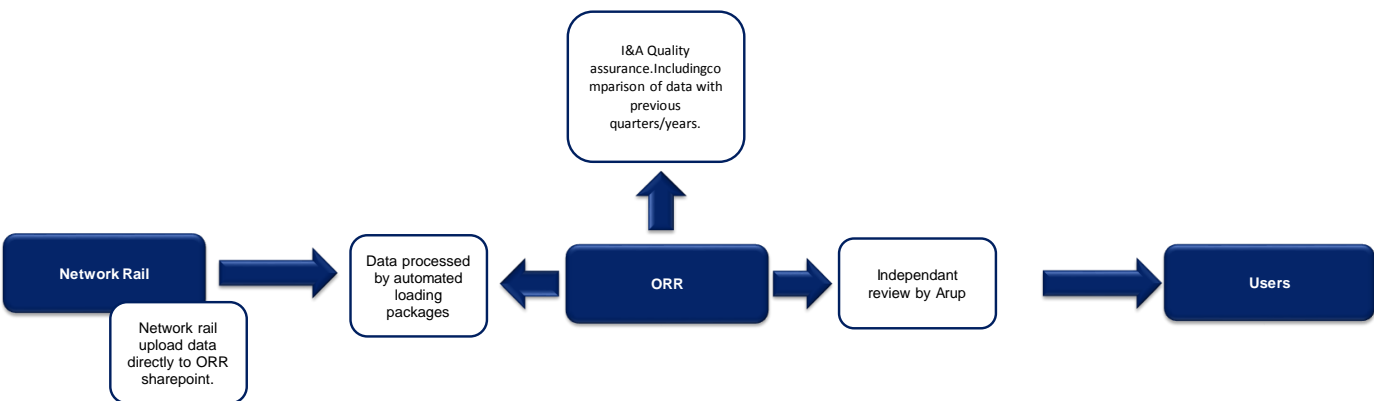 I&A Quality
assurance.Includingco
mparison of data with
previous
quarters/years.
Network Rail
Network rail
upload data
directly to ORR
sharepoint.
Data processed
by automated
loading
packages
ORR
Independant
review by Arup
Users